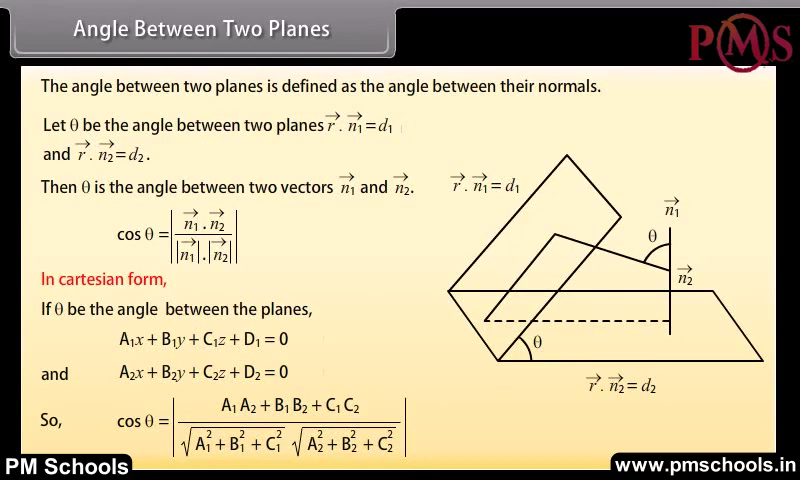 Angle Between Two Planes
PMS
The angle between two planes is defined as the angle between their normals.
Let θ be the angle between two planes r⃗ . n⃗₁ = d₁
and r⃗ . n⃗₂ = d₂.
Then θ is the angle between two vectors n⃗₁ and n⃗₂.
cos θ = | n⃗₁ . n⃗₂ / |n⃗₁| . |n⃗₂| |
In cartesian form,
If θ be the angle between the planes,
A₁x + B₁y + C₁z + D₁ = 0
and A₂x + B₂y + C₂z + D₂ = 0
So, cos θ = | A₁ A₂ + B₁ B₂ + C₁ C₂ / √(A₁² + B₁² + C₁²) √(A₂² + B₂² + C₂²) |
r⃗ . n⃗₁ = d₁
n⃗₁
θ
n⃗₂
θ
r⃗ . n⃗₂ = d₂
PM Schools
www.pmschools.in